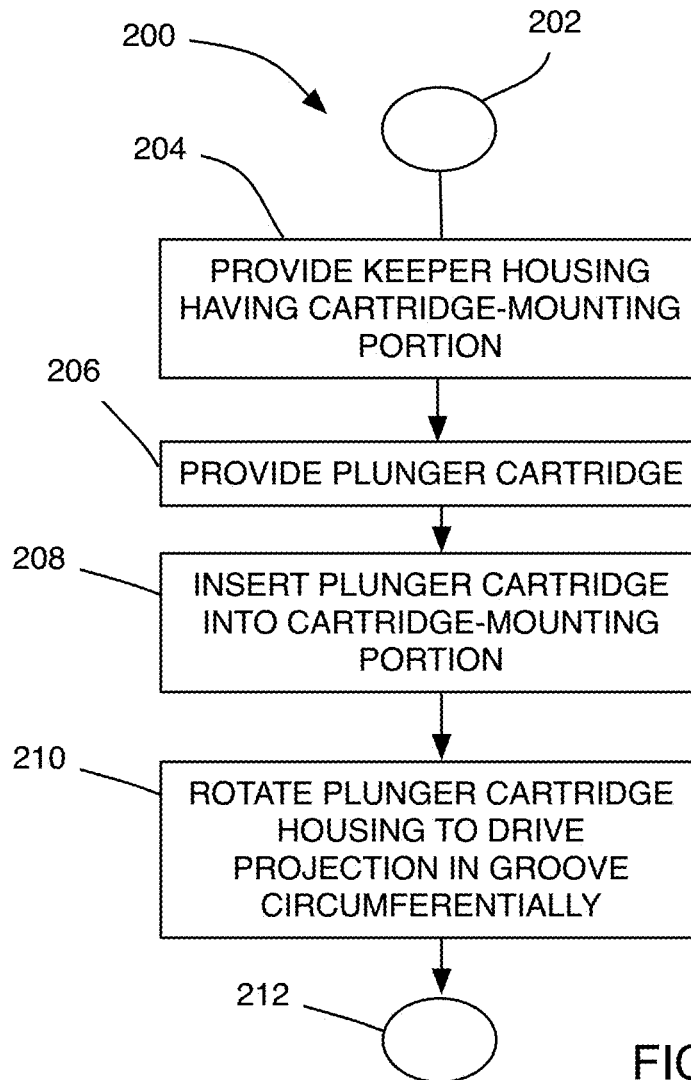 200
202
204
PROVIDE KEEPER HOUSING
HAVING CARTRIDGE-MOUNTING
PORTION
206
PROVIDE PLUNGER CARTRIDGE
208
INSERT PLUNGER CARTRIDGE
INTO CARTRIDGE-MOUNTING
PORTION
210
ROTATE PLUNGER CARTRIDGE
HOUSING TO DRIVE
PROJECTION IN GROOVE
CIRCUMFERENTIALLY
212